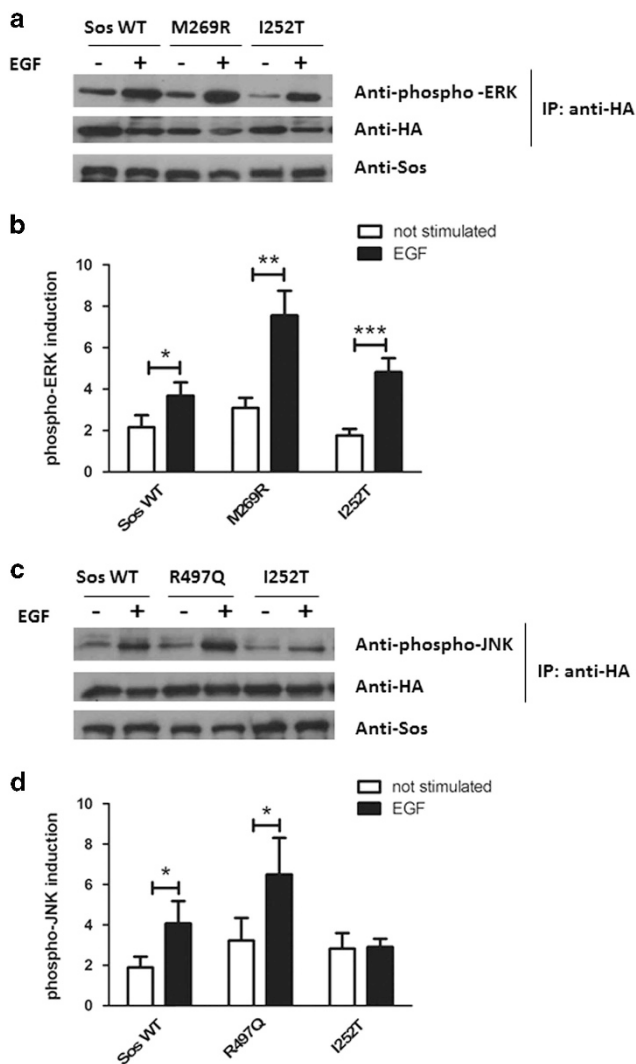 a
Sos WT M269R I252T
EGF - + - + - +
Anti-phospho -ERK
Anti-HA
IP: anti-HA
Anti-Sos
b
not stimulated
EGF
phospho-ERK induction
10
8
6
4
2
0
* ** ***
Sos WT M269R I252T
c
Sos WT R497Q I252T
EGF - + - + - +
Anti-phospho-JNK
Anti-HA
IP: anti-HA
Anti-Sos
d
not stimulated
EGF
phospho-JNK induction
10
8
6
4
2
0
* *
Sos WT R497Q I252T